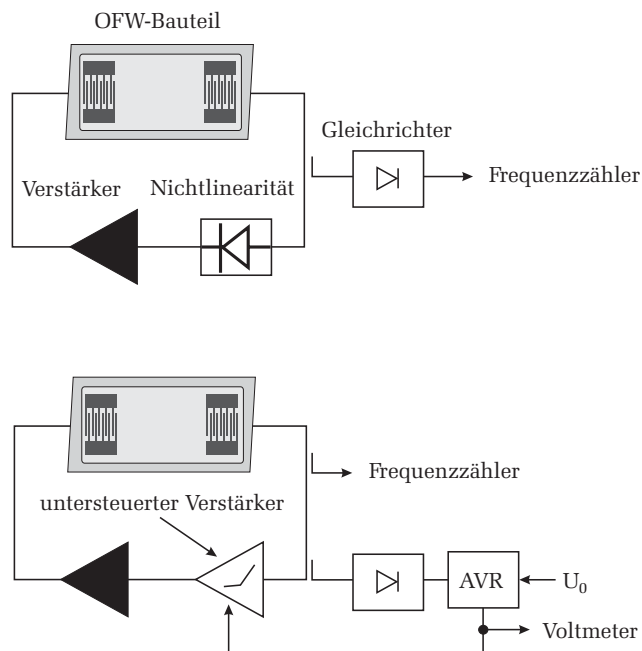 OFW-Bauteil
Gleichrichter
Verstärker
Nichtlinearität
Frequenzzähler
Frequenzzähler
untersteuerter Verstärker
AVR
U₀
Voltmeter